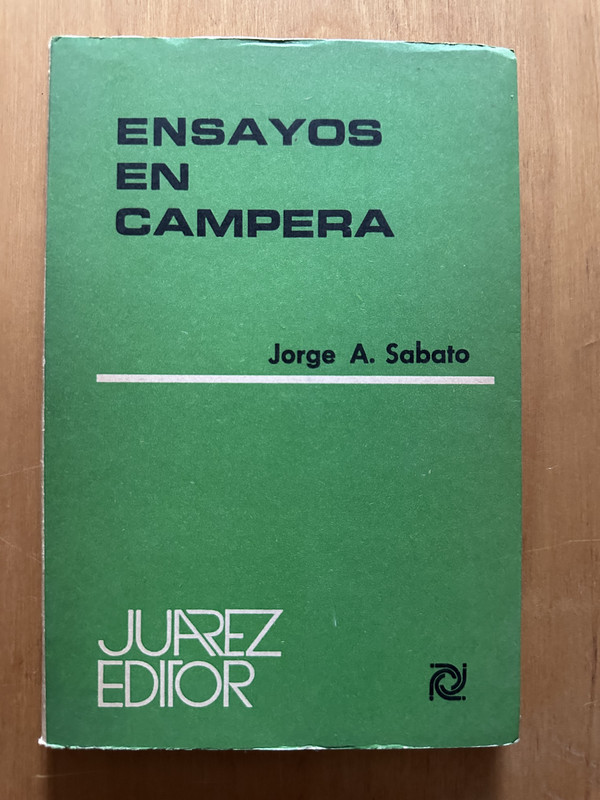 ENSAYOS
EN
CAMPERA
Jorge A. Sabato
JUAREZ
EDITOR